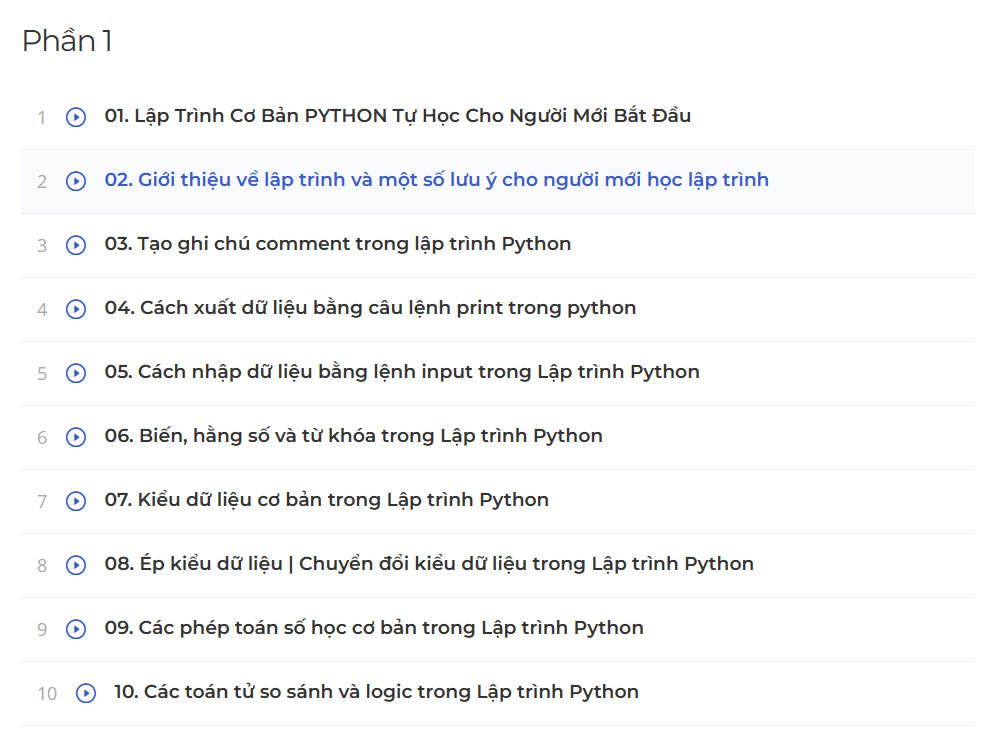 Phần 1
1 01. Lập Trình Cơ Bản PYTHON Tự Học Cho Người Mới Bắt Đầu
2 02. Giới thiệu về lập trình và một số lưu ý cho người mới học lập trình
3 03. Tạo ghi chú comment trong lập trình Python
4 04. Cách xuất dữ liệu bằng câu lệnh print trong python
5 05. Cách nhập dữ liệu bằng lệnh input trong Lập trình Python
6 06. Biến, hằng số và từ khóa trong Lập trình Python
7 07. Kiểu dữ liệu cơ bản trong Lập trình Python
8 08. Ép kiểu dữ liệu | Chuyển đổi kiểu dữ liệu trong Lập trình Python
9 09. Các phép toán số học cơ bản trong Lập trình Python
10 10. Các toán tử so sánh và logic trong Lập trình Python